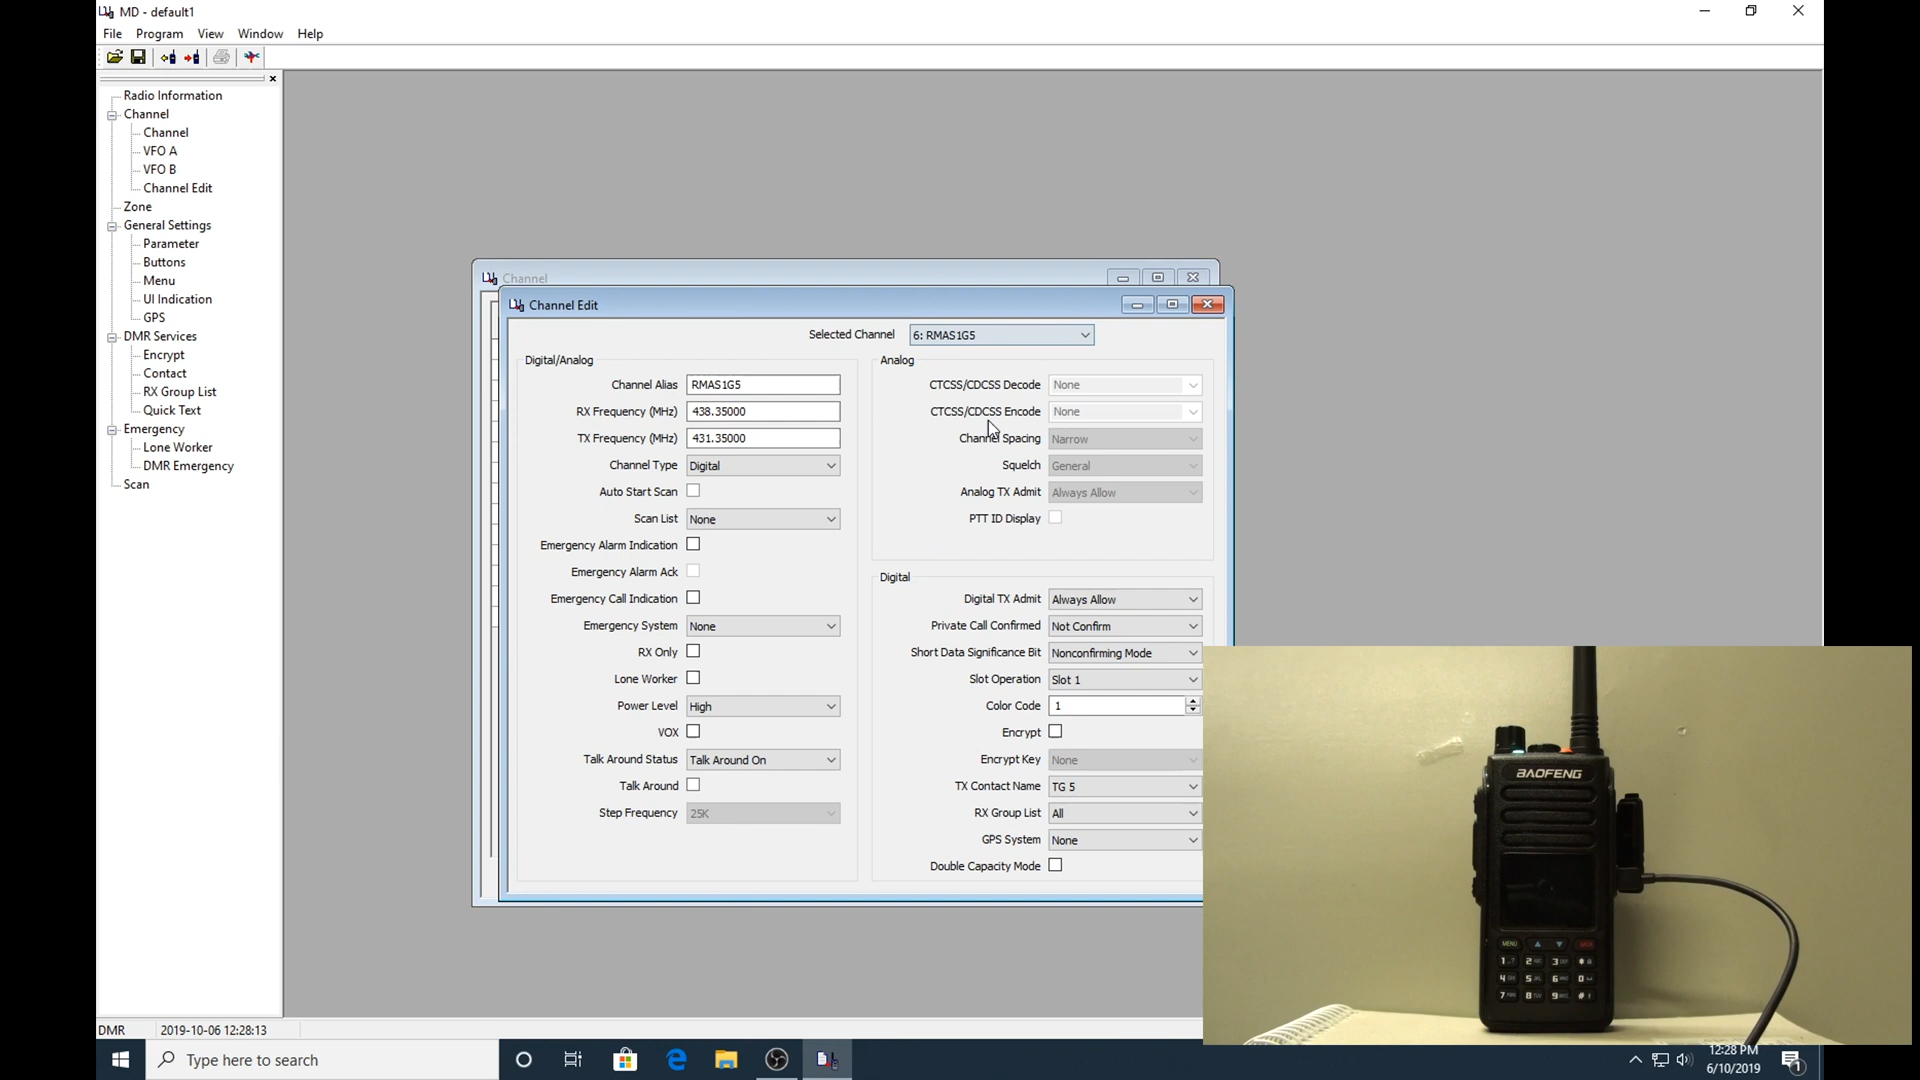 MD - default1
File Program View Window Help
Radio Information
Channel
Channel
VFO A
VFO B
Channel Edit
Zone
General Settings
Parameter
Buttons
Menu
UI Indication
GPS
DMR Services
Encrypt
Contact
RX Group List
Quick Text
Emergency
Lone Worker
DMR Emergency
Scan
Channel
Channel Edit
Selected Channel 6: RMAS1G5
Digital/Analog
Channel Alias RMAS1G5
RX Frequency (MHz) 438.35000
TX Frequency (MHz) 431.35000
Channel Type Digital
Auto Start Scan
Scan List None
Emergency Alarm Indication
Emergency Alarm Ack
Emergency Call Indication
Emergency System None
RX Only
Lone Worker
Power Level High
VOX
Talk Around Status Talk Around On
Talk Around
Step Frequency 25K
Analog
CTCSS/CDCSS Decode None
CTCSS/CDCSS Encode None
Channel Spacing Narrow
Squelch General
Analog TX Admit Always Allow
PTT ID Display
Digital
Digital TX Admit Always Allow
Private Call Confirmed Not Confirm
Short Data Significance Bit Nonconfirming Mode
Slot Operation Slot 1
Color Code 1
Encrypt
Encrypt Key None
TX Contact Name TG 5
RX Group List All
GPS System None
Double Capacity Mode
BAOFENG
MENU
DMR 2019-10-06 12:28:13
Type here to search
12:28 PM
6/10/2019
1